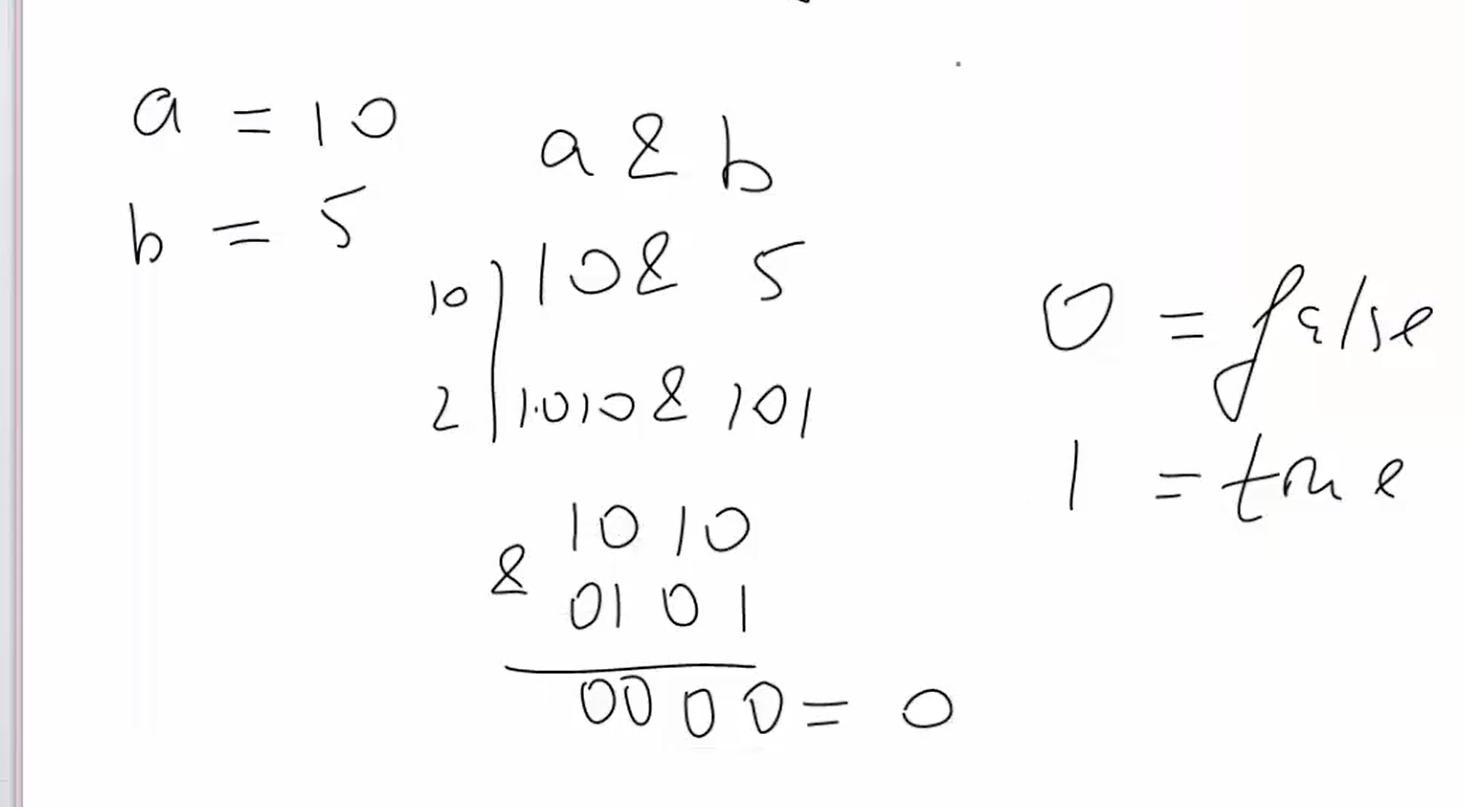 a = 10
a & b
b = 5
10 | 10 & 5
2 | 1010 & 101
0 = false
1 = true
1010
& 0101
0000 = 0